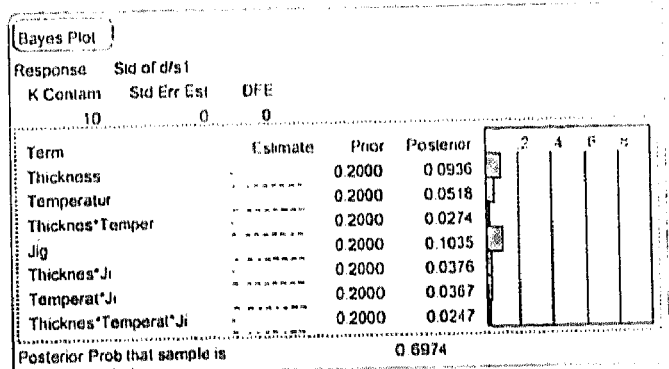 Bayes Plot
Response Std of d/s1
K Contam Std Err Est DFE
10 0 0
Term Estimate Prior Posterior .2 .4 .6 .8
Thickness 0.2000 0.0936
Temperatur 0.2000 0.0518
Thicknes*Temper 0.2000 0.0274
Jig 0.2000 0.1035
Thicknes*Ji 0.2000 0.0376
Temperat*Ji 0.2000 0.0367
Thicknes*Temperat*Ji 0.2000 0.0247
Posterior Prob that sample is 0.6974